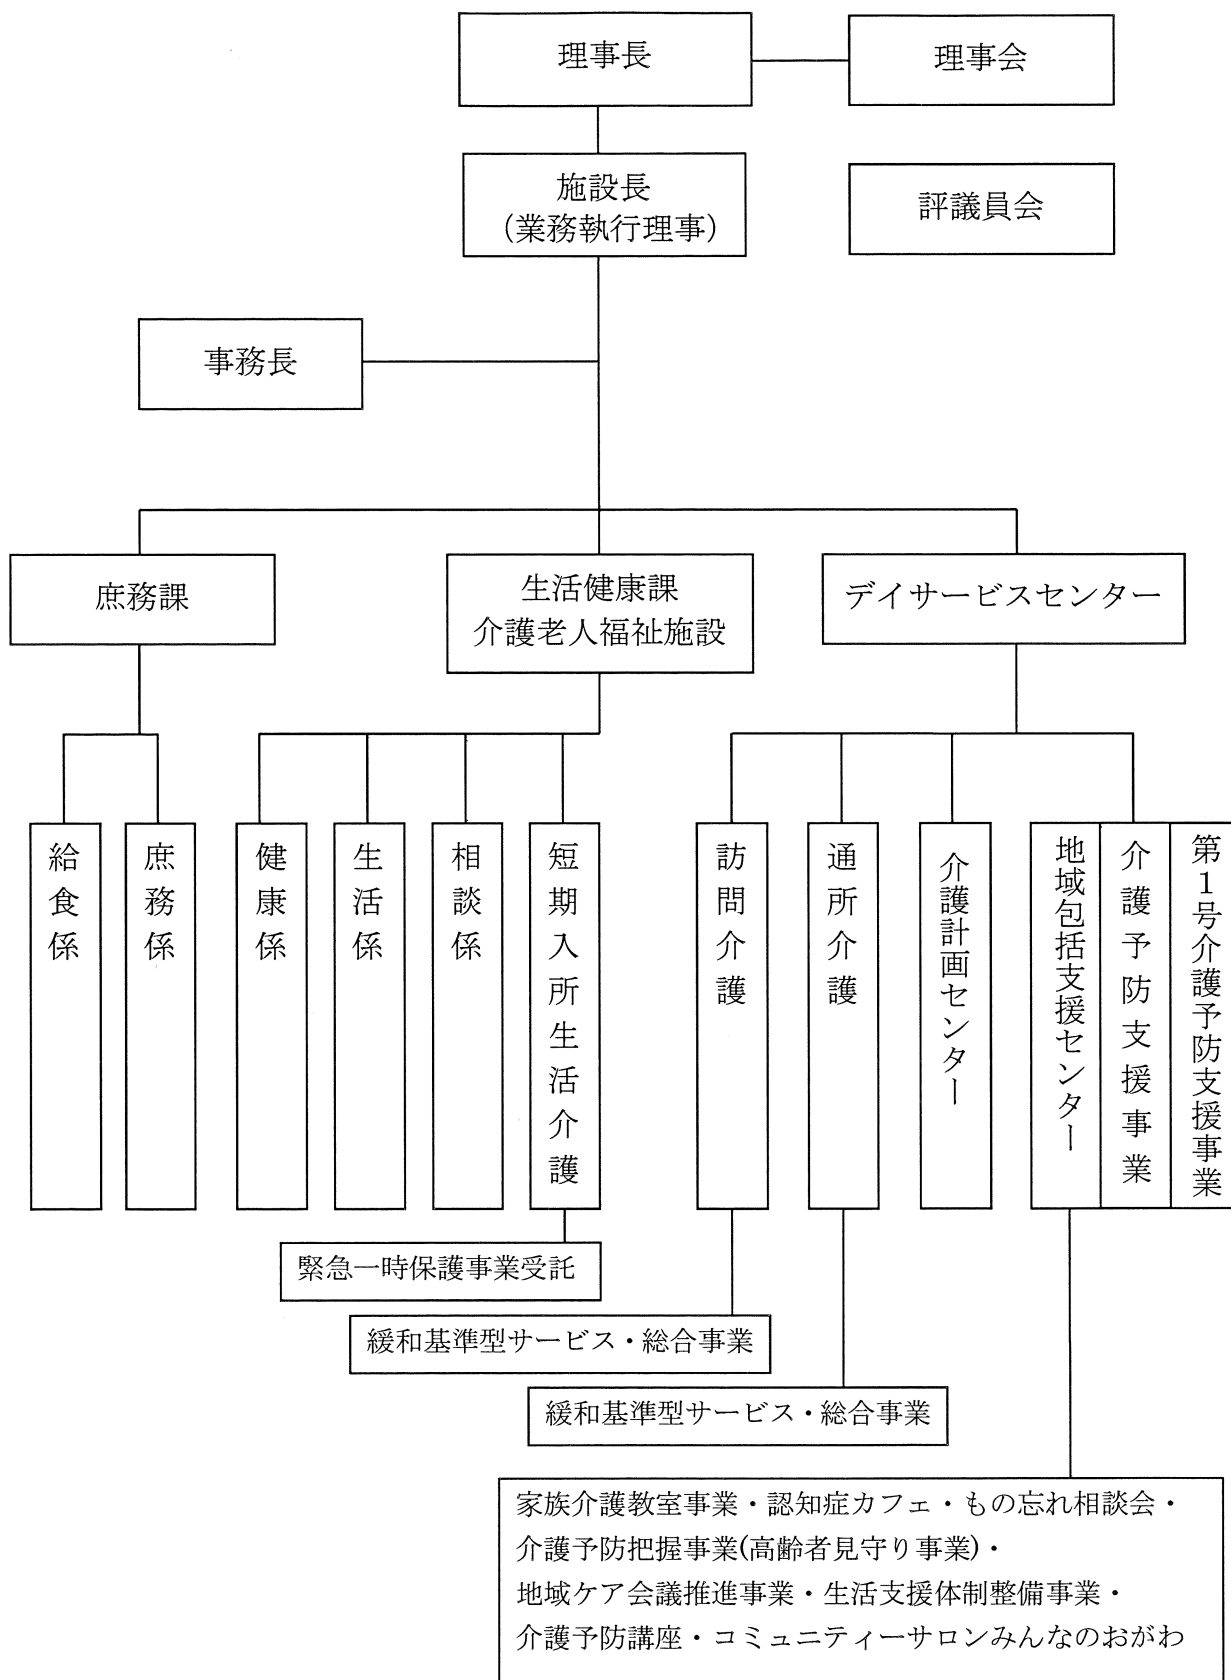 理事長
理事会
施設長
（業務執行理事）
評議員会
事務長
庶務課
生活健康課
介護老人福祉施設
デイサービスセンター
給食係
庶務係
健康係
生活係
相談係
短期入所生活介護
訪問介護
通所介護
介護計画センター
地域包括支援センター
介護予防支援事業
第1号介護予防支援事業
緊急一時保護事業受託
緩和基準型サービス・総合事業
緩和基準型サービス・総合事業
家族介護教室事業・認知症カフェ・もの忘れ相談会・
介護予防把握事業(高齢者見守り事業)・
地域ケア会議推進事業・生活支援体制整備事業・
介護予防講座・コミュニティーサロンみんなのおがわ